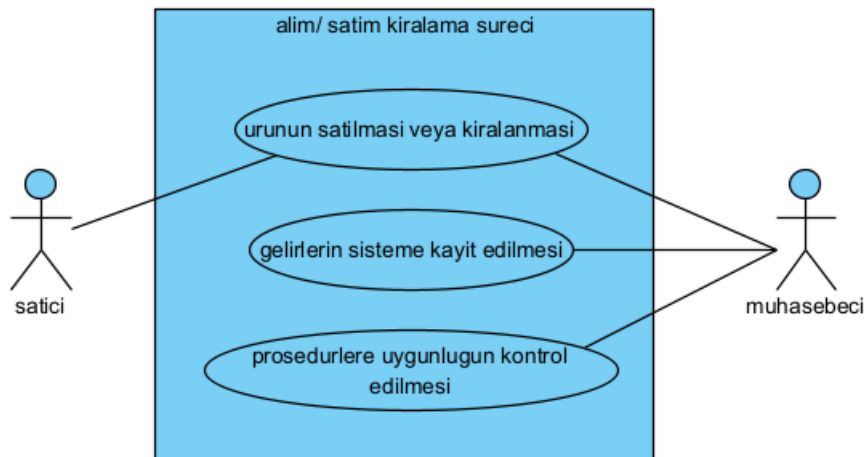 alim/ satim kiralama sureci
urunun satilmasi veya kiralanmasi
gelirlerin sisteme kayit edilmesi
satici
muhasebeci
prosedurlere uygunlugun kontrol
edilmesi